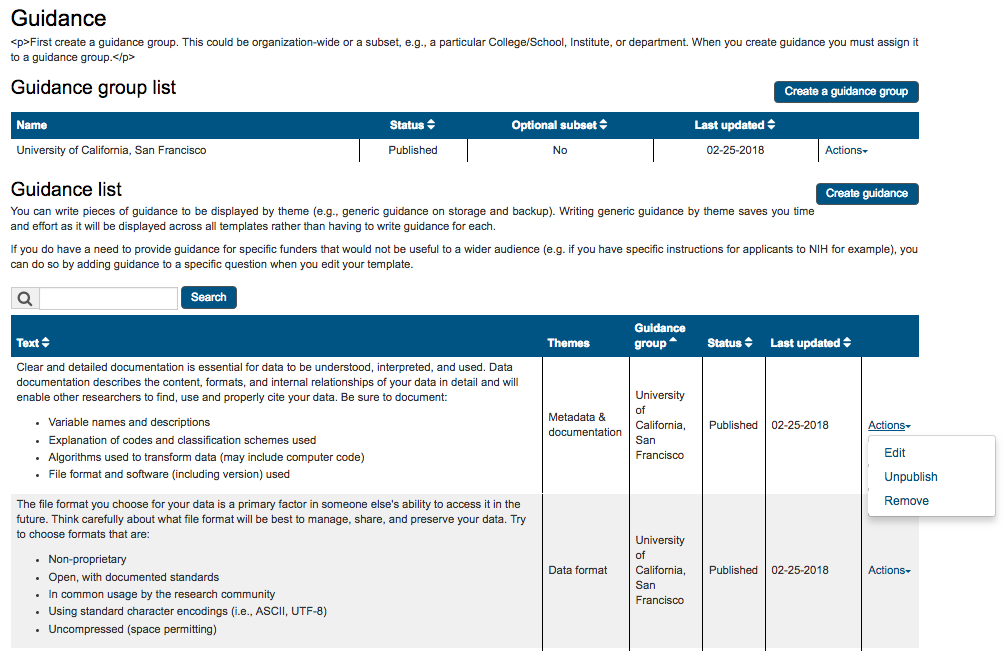 Guidance
<p>First create a guidance group. This could be organization-wide or a subset, e.g., a particular College/School, Institute, or department. When you create guidance you must assign it
to a guidance group.</p>
Guidance group list
Create a guidance group
Name Status Optional subset Last updated
University of California, San Francisco Published No 02-25-2018 Actions
Guidance list
Create guidance
You can write pieces of guidance to be displayed by theme (e.g., generic guidance on storage and backup). Writing generic guidance by theme saves you time
and effort as it will be displayed across all templates rather than having to write guidance for each.
If you do have a need to provide guidance for specific funders that would not be useful to a wider audience (e.g. if you have specific instructions for applicants to NIH for example), you
can do so by adding guidance to a specific question when you edit your template.
Search
Text Themes Guidance group Status Last updated
Clear and detailed documentation is essential for data to be understood, interpreted, and used. Data
documentation describes the content, formats, and internal relationships of your data in detail and will
enable other researchers to find, use and properly cite your data. Be sure to document:
• Variable names and descriptions
• Explanation of codes and classification schemes used
• Algorithms used to transform data (may include computer code)
• File format and software (including version) used
Metadata &
documentation
University
of
California,
San
Francisco
Published
02-25-2018
Actions
Edit
Unpublish
Remove
The file format you choose for your data is a primary factor in someone else's ability to access it in the
future. Think carefully about what file format will be best to manage, share, and preserve your data. Try
to choose formats that are:
• Non-proprietary
• Open, with documented standards
• In common usage by the research community
• Using standard character encodings (i.e., ASCII, UTF-8)
• Uncompressed (space permitting)
Data format
University
of
California,
San
Francisco
Published
02-25-2018
Actions